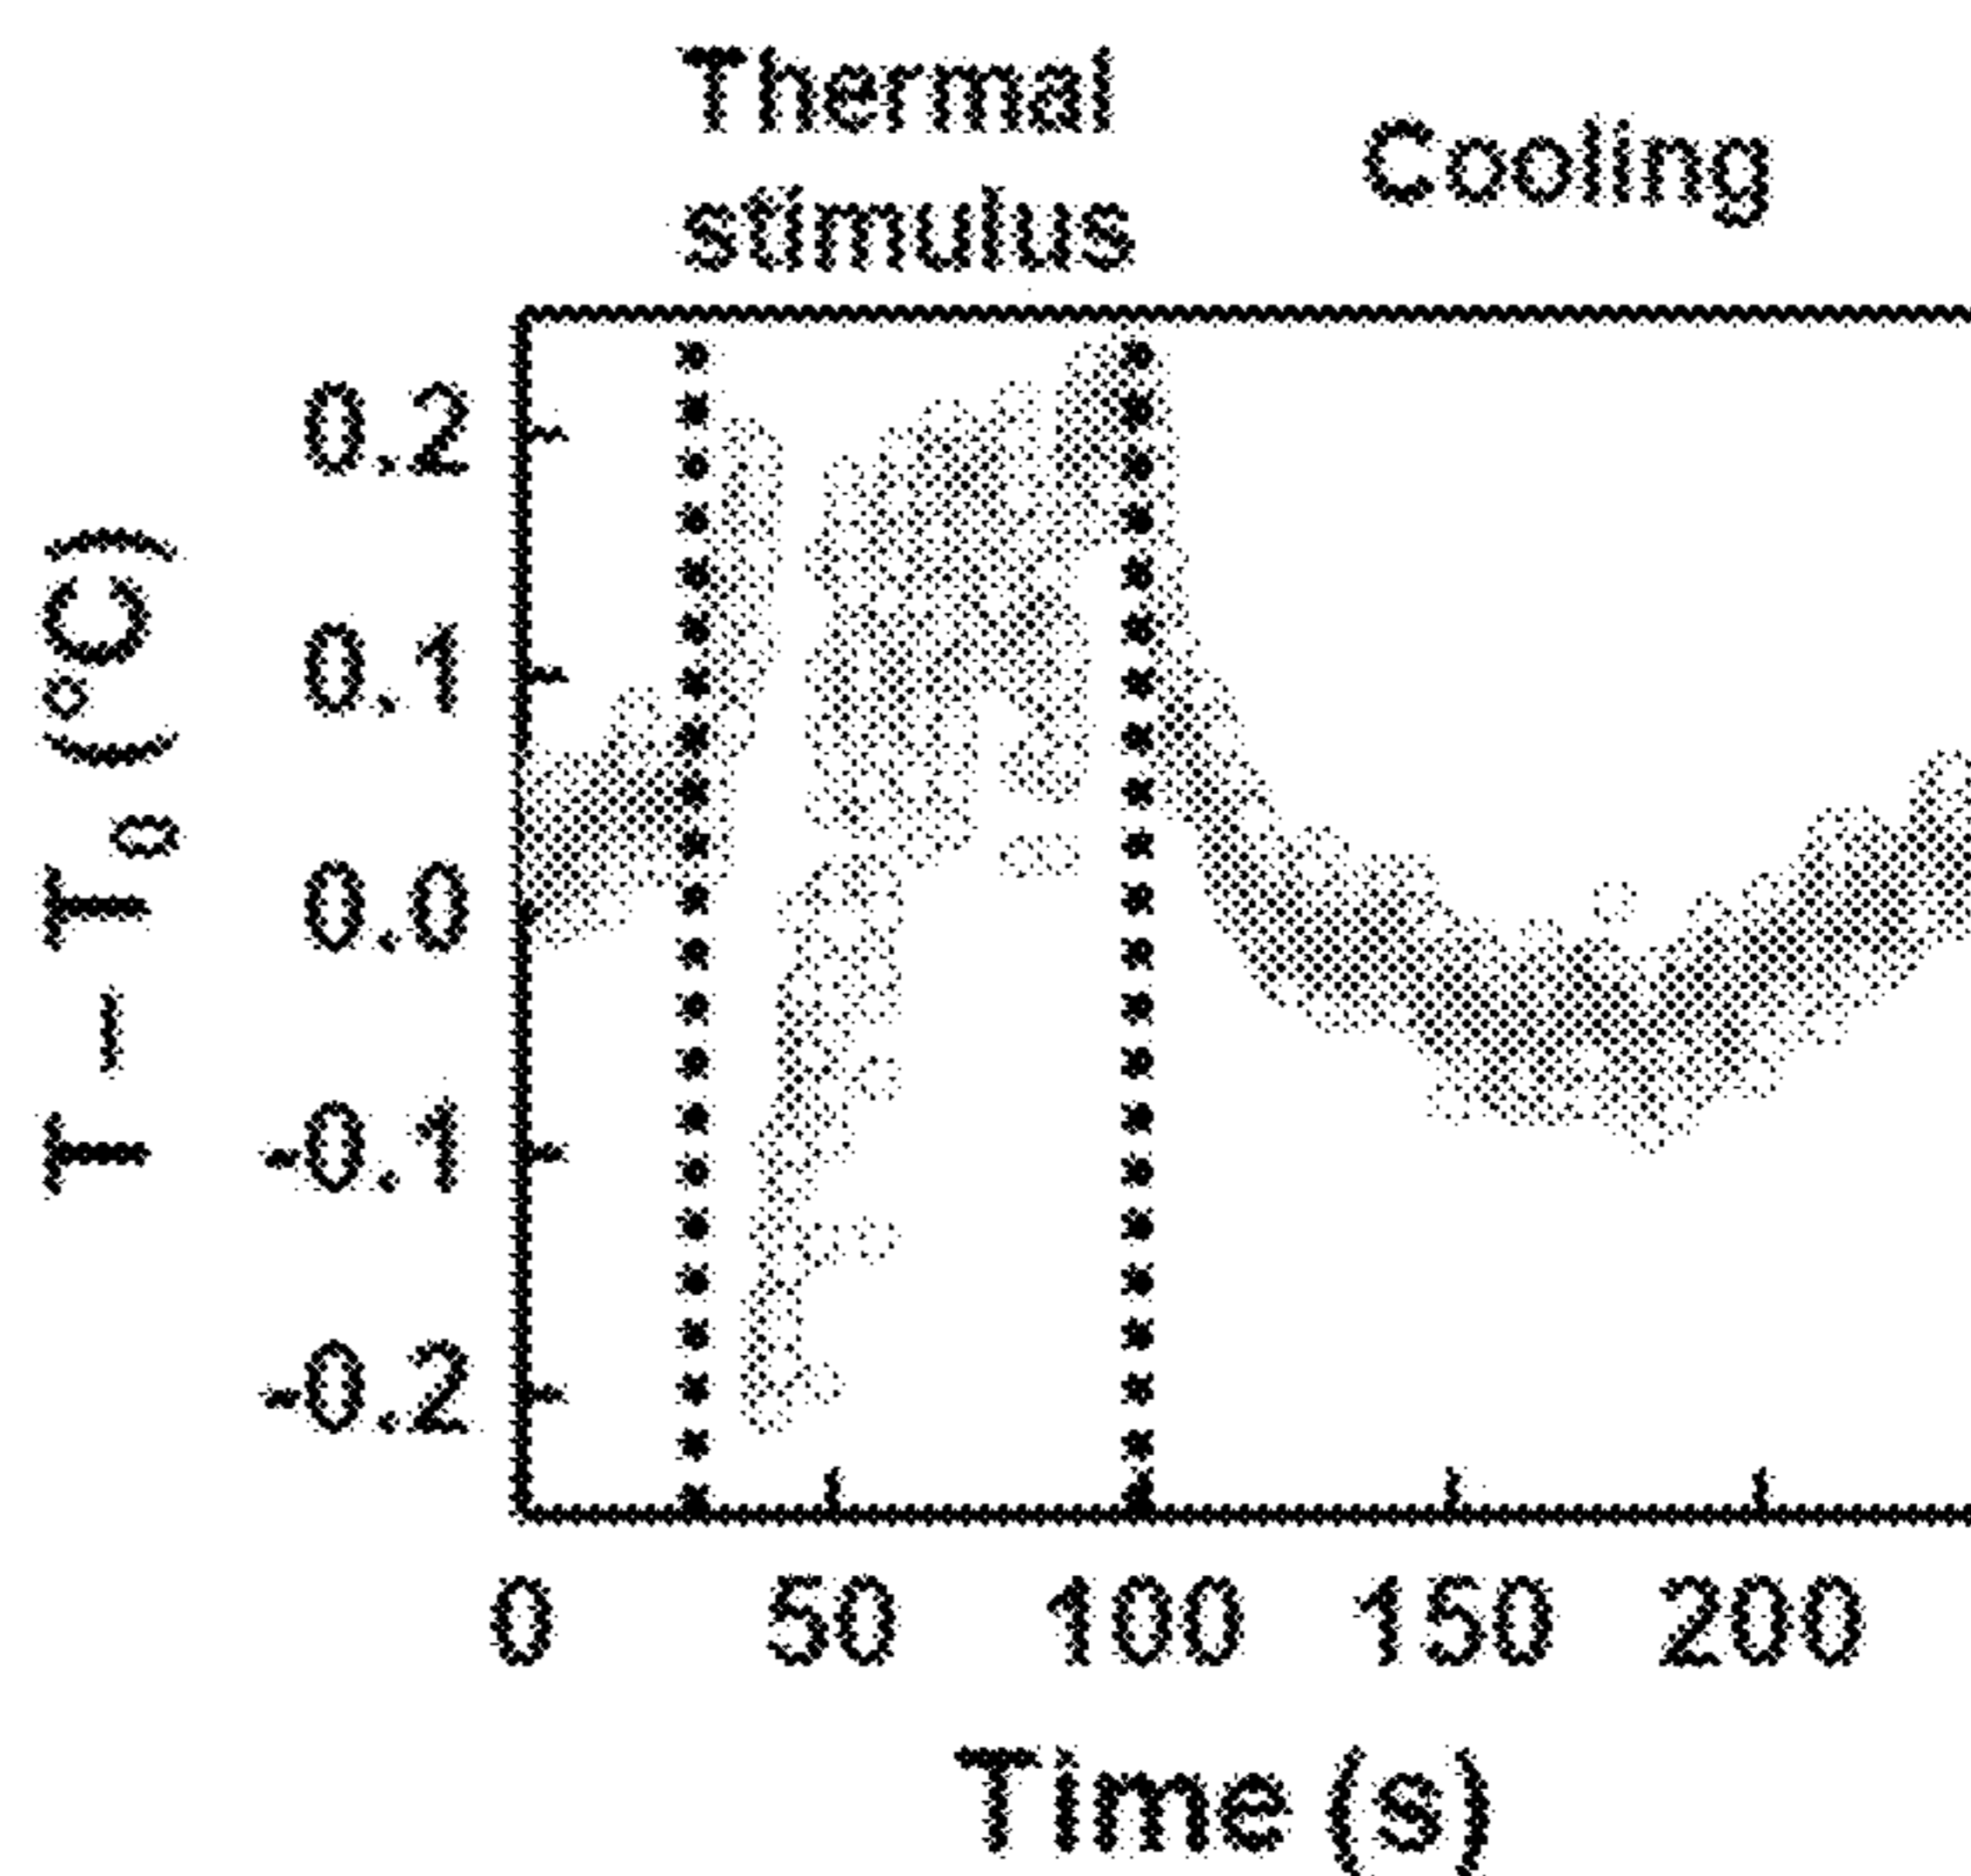 Thermal
stimulus
Cooling
T – T₀ (°C)
0.2
0.1
0.0
-0.1
-0.2
0
50
100
150
200
Time (s)